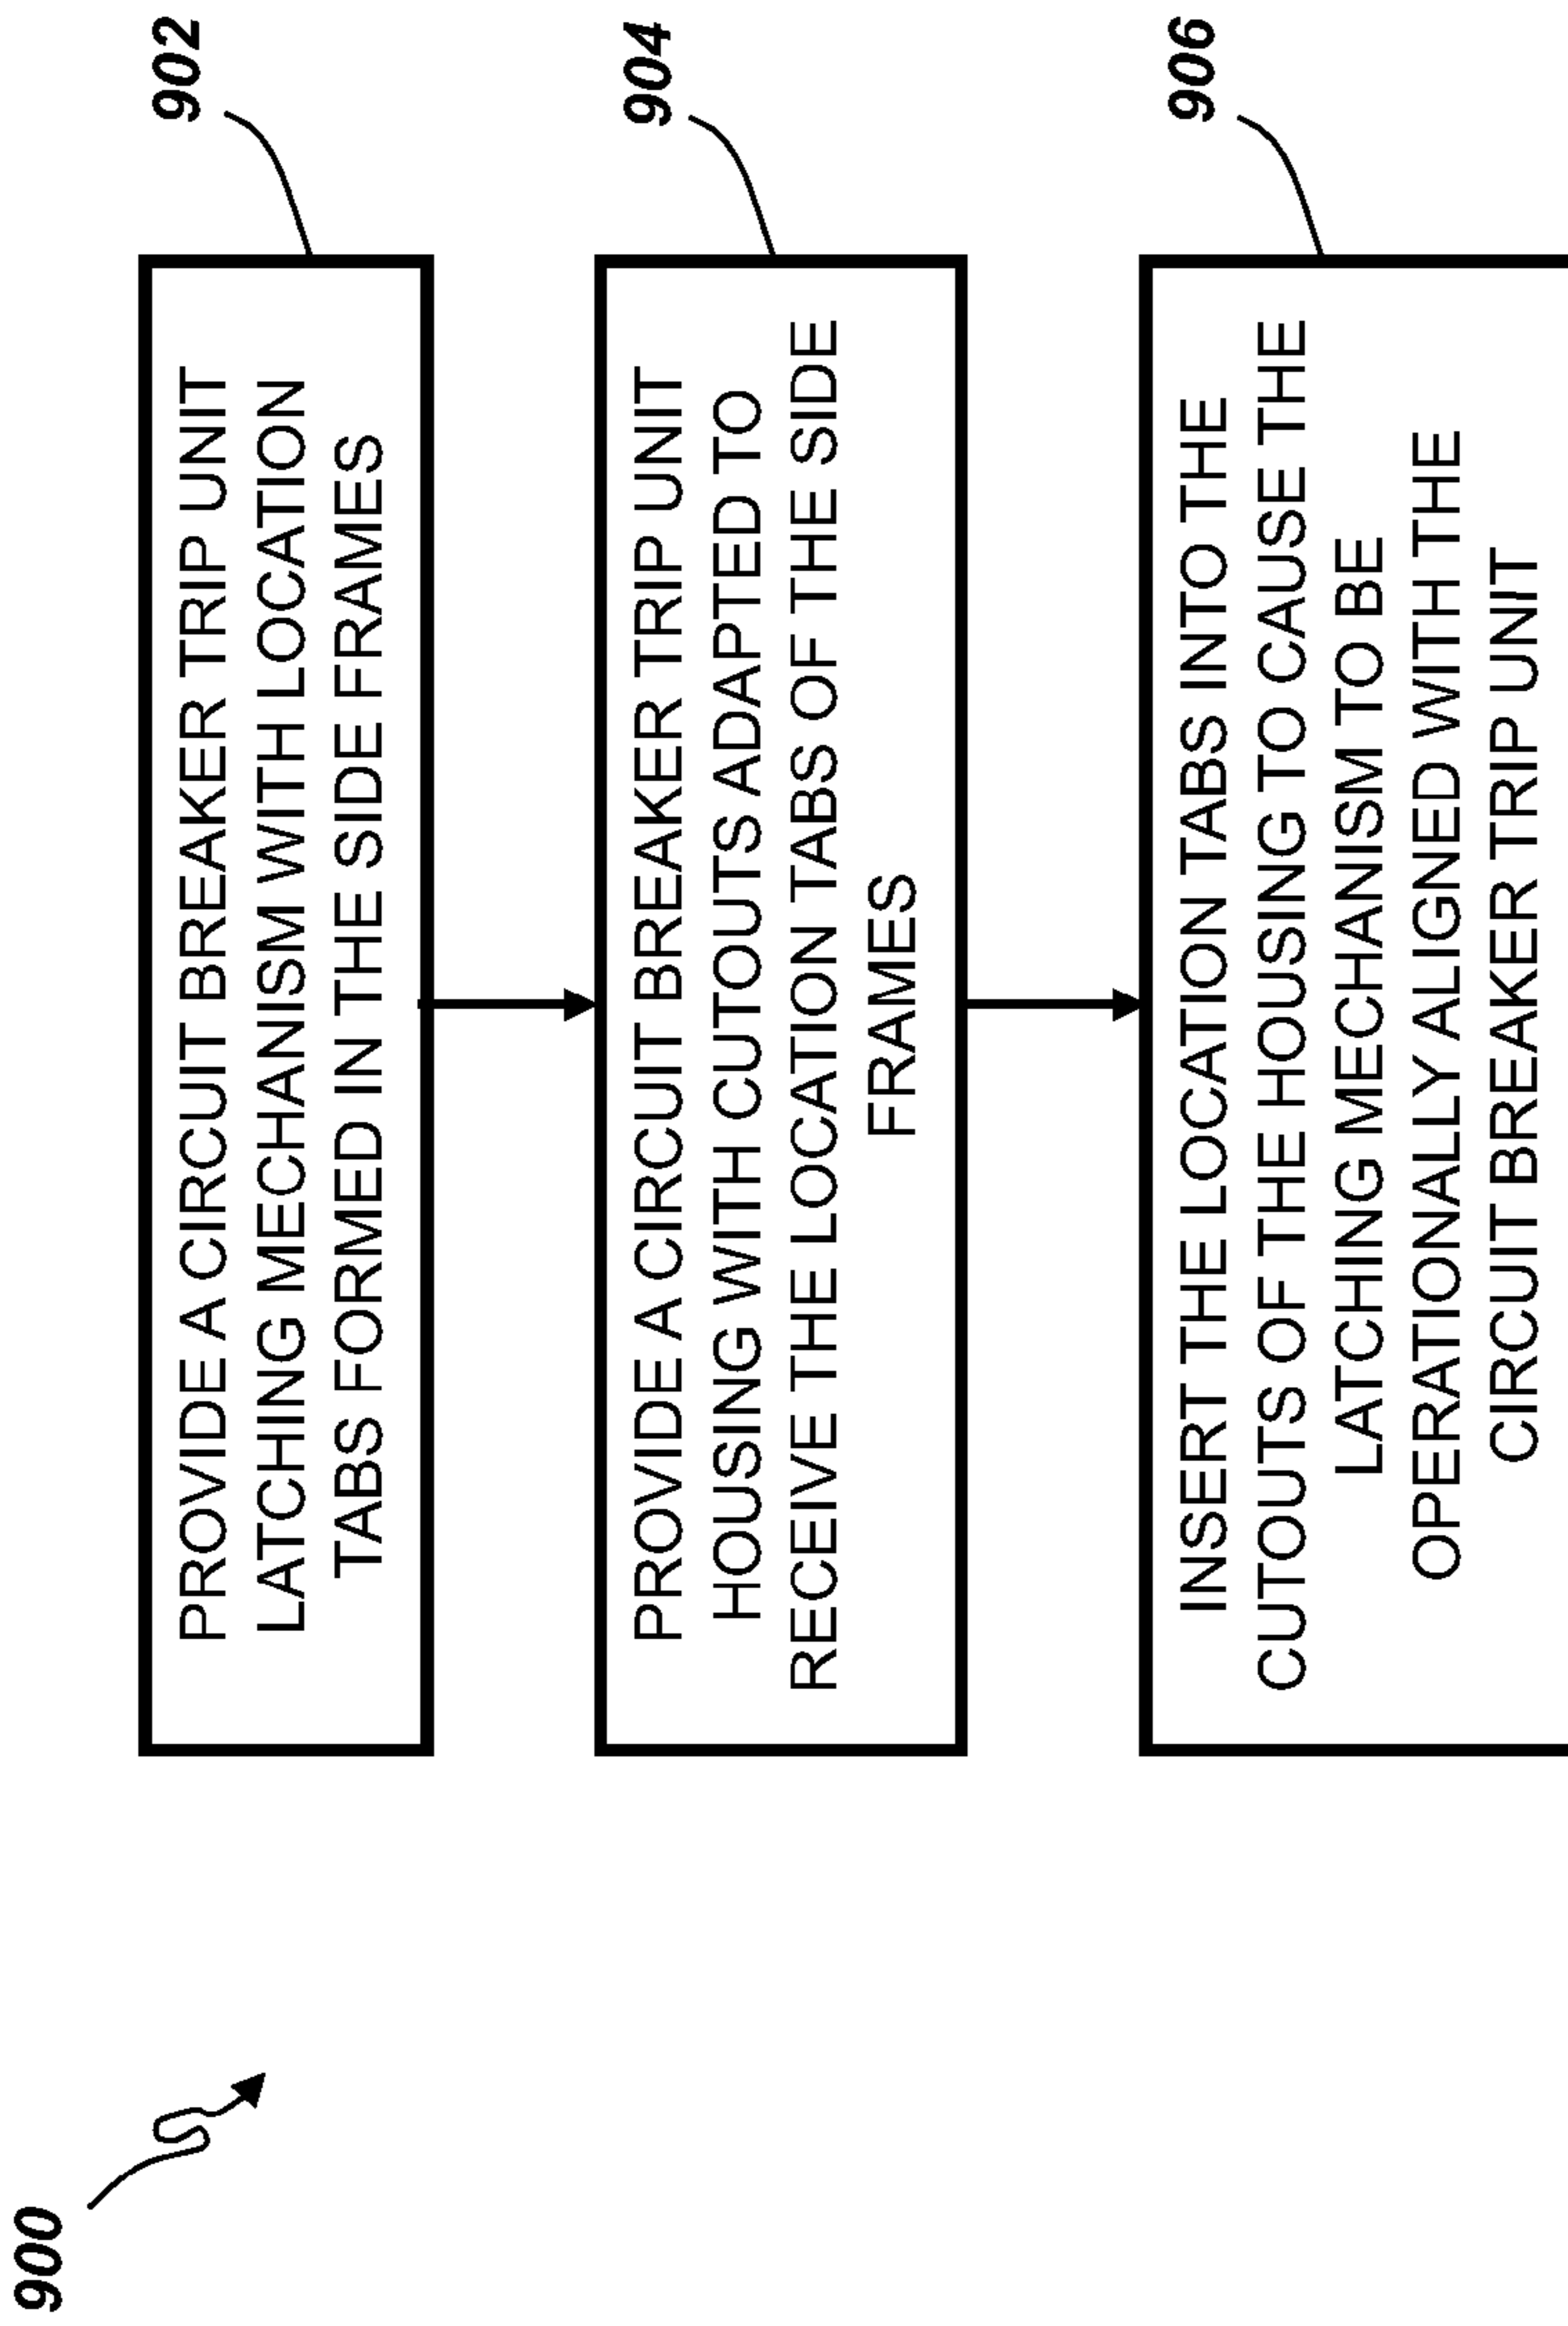 900
902
PROVIDE A CIRCUIT BREAKER TRIP UNIT
LATCHING MECHANISM WITH LOCATION
TABS FORMED IN THE SIDE FRAMES
904
PROVIDE A CIRCUIT BREAKER TRIP UNIT
HOUSING WITH CUTOUTS ADAPTED TO
RECEIVE THE LOCATION TABS OF THE SIDE
FRAMES
906
INSERT THE LOCATION TABS INTO THE
CUTOUTS OF THE HOUSING TO CAUSE THE
LATCHING MECHANISM TO BE
OPERATIONALLY ALIGNED WITH THE
CIRCUIT BREAKER TRIP UNIT